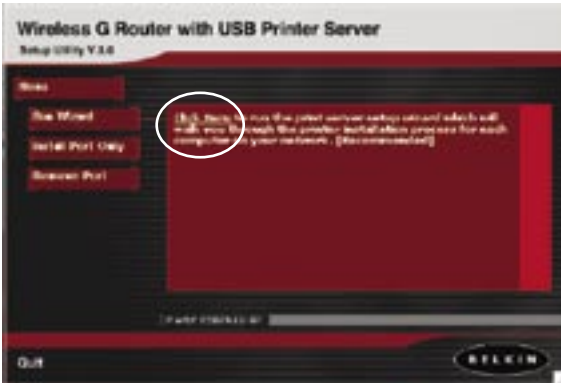 Wireless G Router with USB Printer Server
Setup Utility V 3.0
Menu
Run Wizard
Install Port Only
Remove Port
Click Here to run the print server setup wizard which will
walk you through the printer installation process for each
computer on your network. [Recommended]
Quit
BELKIN